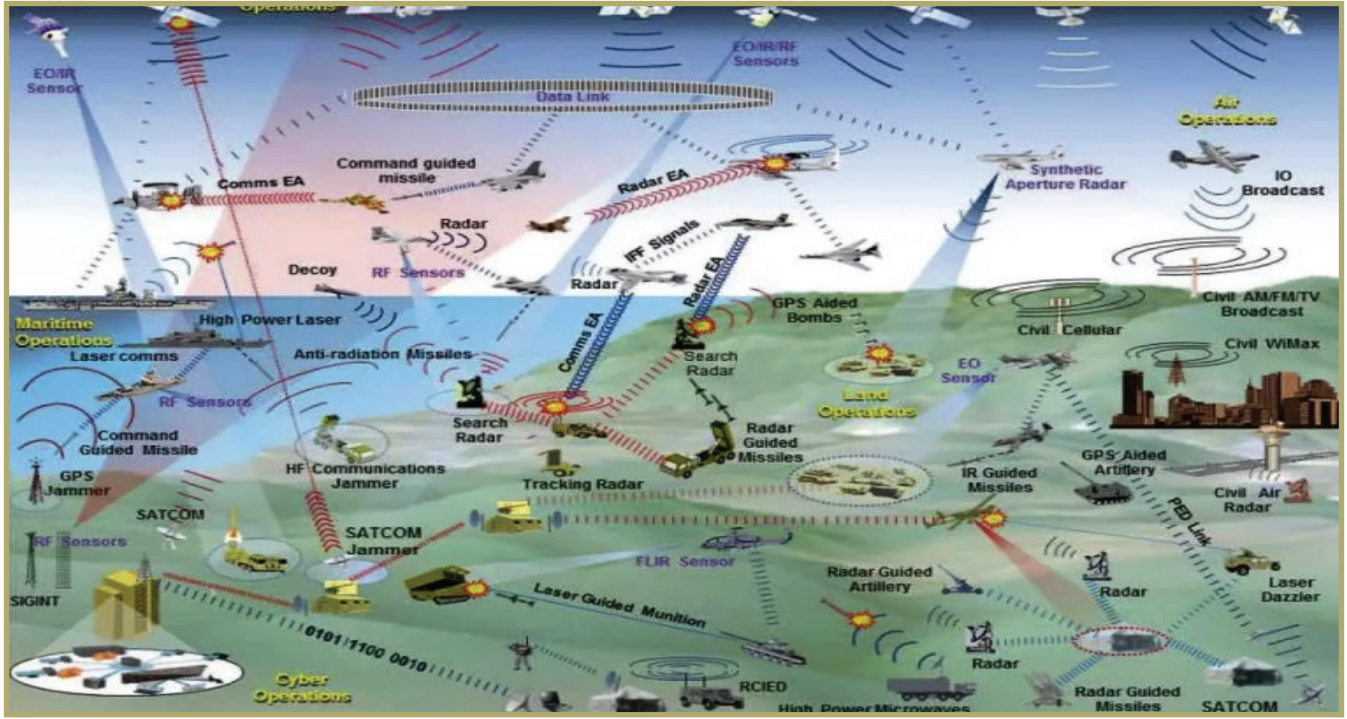 Operations
EO/IR
Sensor
EO/IR/RF
Sensors
Data Link
Air
Operations
Command guided
missile
Comms EA
Radar EA
Synthetic
Aperture Radar
IO
Broadcast
Radar
RF Sensors
IFF Signals
Decoy
Radar
Radar EA
GPS Aided
Bombs
Civil AM/FM/TV
Broadcast
Maritime
Operations
High Power Laser
Comms EA
Civil Cellular
Laser comms
Anti-radiation Missiles
Search
Radar
EO
Sensor
Civil WiMax
RF Sensors
Land
Operations
Search
Radar
Command
Guided Missile
Radar
Guided
Missiles
HF Communications
Jammer
GPS
Jammer
Tracking Radar
IR Guided
Missiles
GPS Aided
Artillery
Civil Air
Radar
SATCOM
PED Link
RF Sensors
SATCOM
Jammer
FLIR Sensor
Radar Guided
Artillery
Radar
Laser
Dazzler
SIGINT
Laser Guided Munition
0101 1100 0010
Radar
Cyber
Operations
RCIED
Radar Guided
Missiles
High Power Microwaves
SATCOM